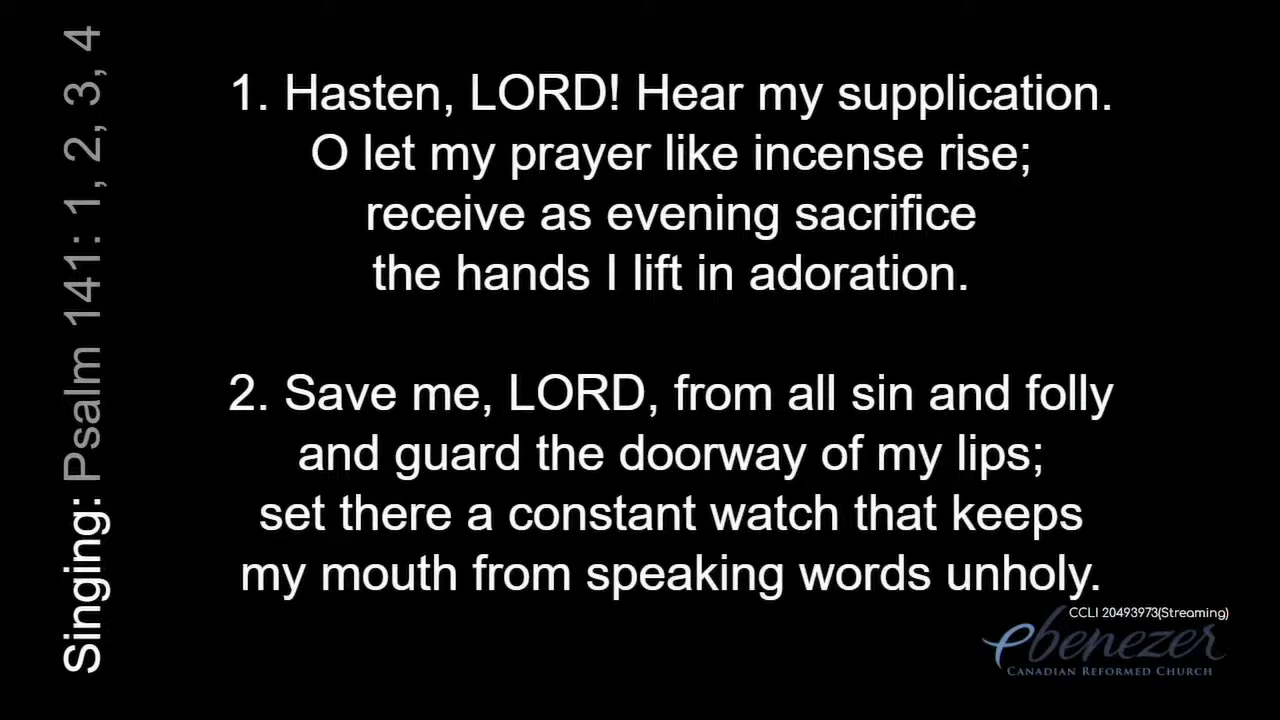 Singing: Psalm 141: 1, 2, 3, 4
1. Hasten, LORD! Hear my supplication.
O let my prayer like incense rise;
receive as evening sacrifice
the hands I lift in adoration.
2. Save me, LORD, from all sin and folly
and guard the doorway of my lips;
set there a constant watch that keeps
my mouth from speaking words unholy.
CCLI 20493973(Streaming)
ebenezer
CANADIAN REFORMED CHURCH